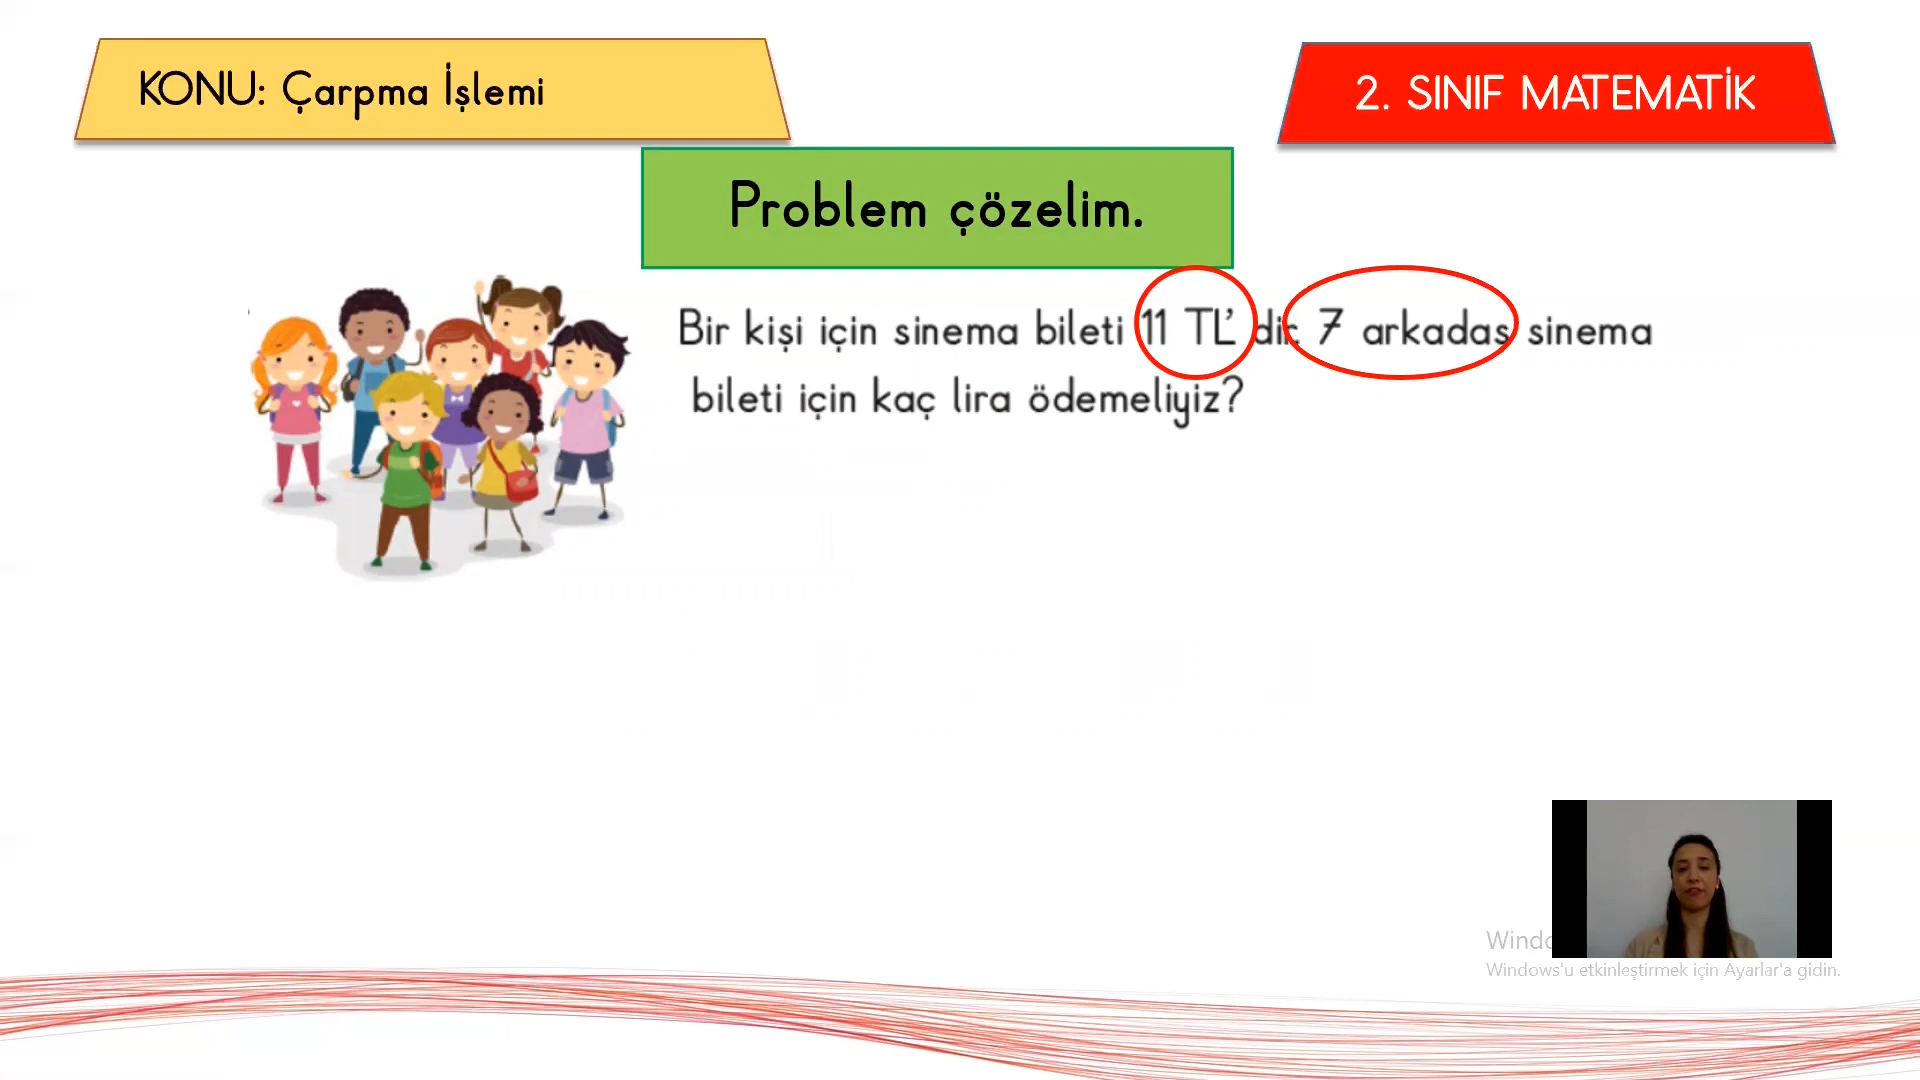 KONU: Çarpma İşlemi
2. SINIF MATEMATİK
Problem çözelim.
Bir kişi için sinema bileti 11 TL' dir. 7 arkadaş sinema
bileti için kaç lira ödemeliyiz?
Windows'u etkinleştirmek için Ayarlar'a gidin.